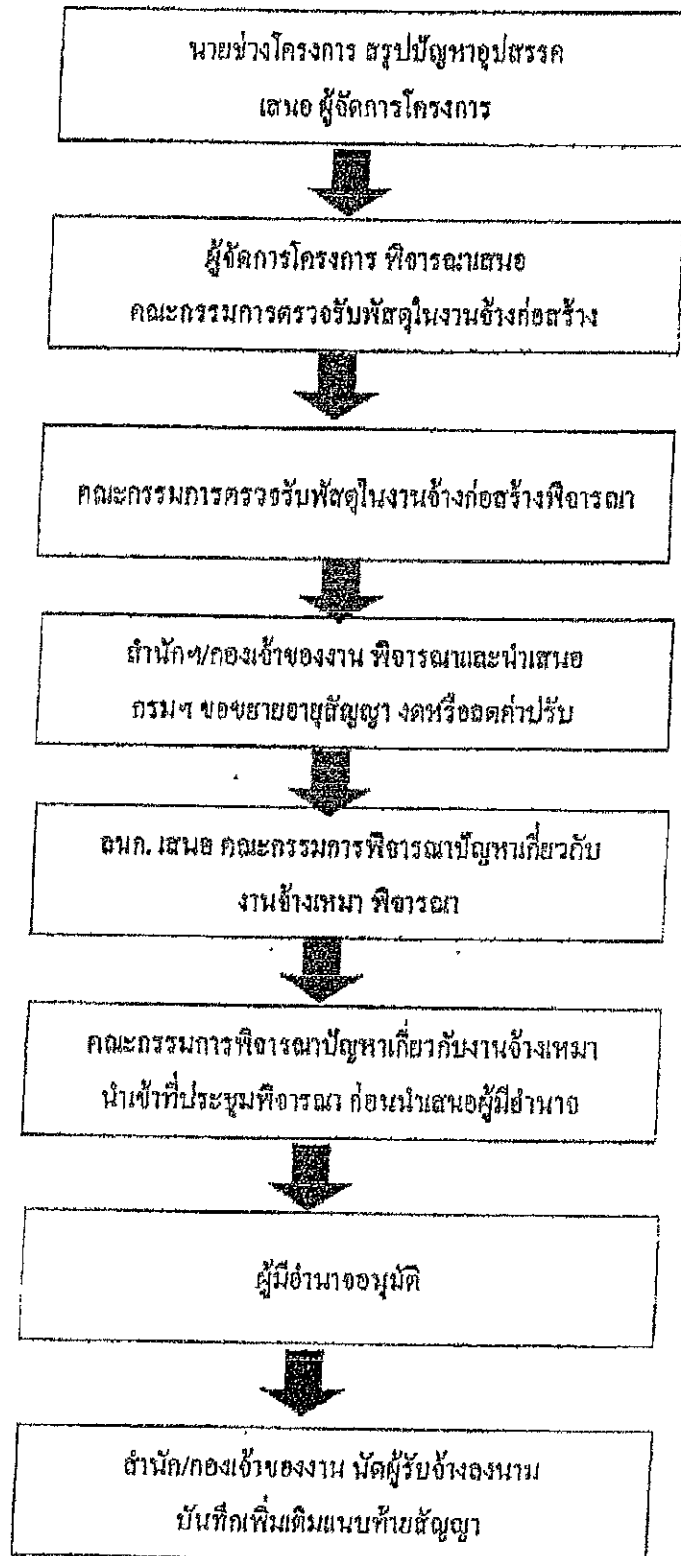 นายช่างโครงการ สรุปปัญหาอุปสรรค
เสนอ ผู้จัดการโครงการ
ผู้จัดการโครงการ พิจารณาเสนอ
คณะกรรมการตรวจรับพัสดุในงานจ้างก่อสร้าง
คณะกรรมการตรวจรับพัสดุในงานจ้างก่อสร้างพิจารณา
สำนักฯ/กองเจ้าของงาน พิจารณาและนำเสนอ
กรมฯ ขอขยายอายุสัญญา งดหรือลดค่าปรับ
เสนอ คณะกรรมการพิจารณาปัญหาเกี่ยวกับ
งานจ้างเหมา พิจารณา
คณะกรรมการพิจารณาปัญหาเกี่ยวกับงานจ้างเหมา
นำเข้าที่ประชุมพิจารณา ก่อนนำเสนอผู้มีอำนาจ
ผู้มีอำนาจอนุมัติ
สำนัก/กองเจ้าของงาน นัดผู้รับจ้างลงนาม
บันทึกเพิ่มเติมแนบท้ายสัญญา